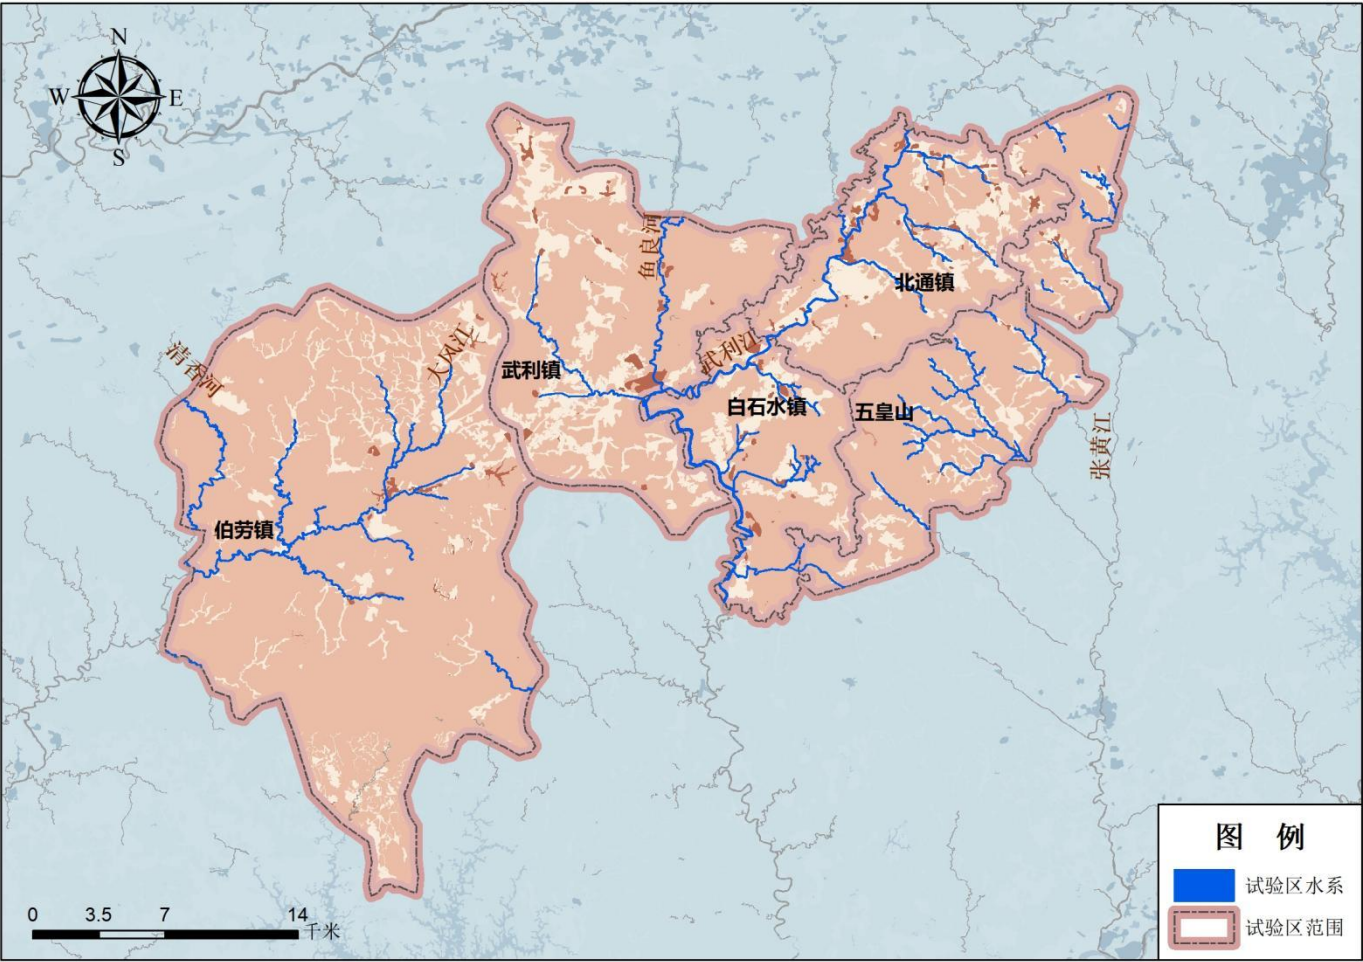 N
W
E
S
鱼良河
北通镇
清香河
大风江
武利镇
武利江
白石水镇
五皇山
张黄江
伯劳镇
图 例
试验区水系
试验区范围
0 3.5 7 14
千米